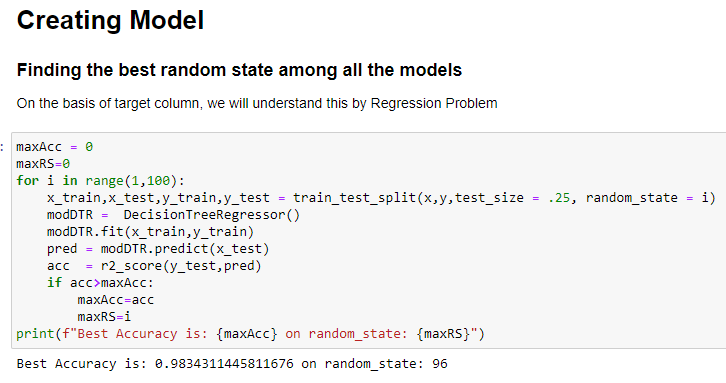 Creating Model
Finding the best random state among all the models
On the basis of target column, we will understand this by Regression Problem
: maxAcc = 0
maxRS=0
for i in range(1,100):
    x_train,x_test,y_train,y_test = train_test_split(x,y,test_size = .25, random_state = i)
    modDTR =  DecisionTreeRegressor()
    modDTR.fit(x_train,y_train)
    pred = modDTR.predict(x_test)
    acc  = r2_score(y_test,pred)
    if acc>maxAcc:
        maxAcc=acc
        maxRS=i
print(f"Best Accuracy is: {maxAcc} on random_state: {maxRS}")
Best Accuracy is: 0.9834311445811676 on random_state: 96